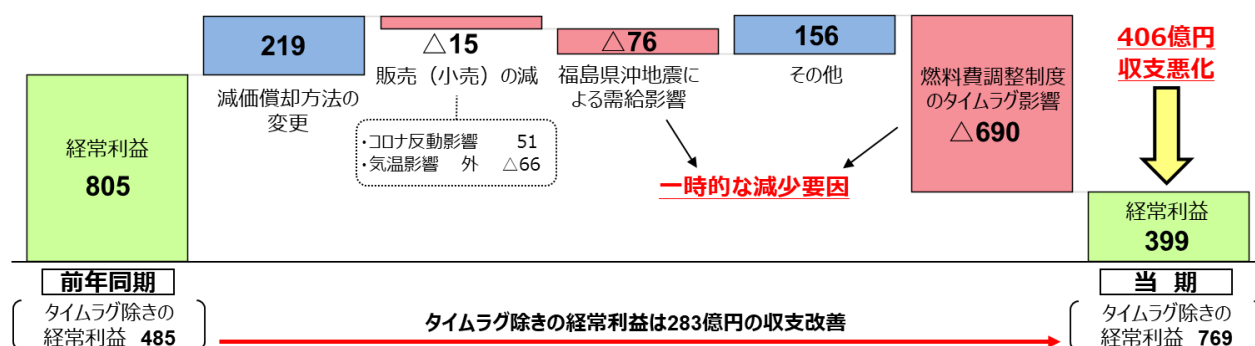 219
減価償却方法の
変更
△15
販売（小売）の減
・コロナ反動影響 51
・気温影響 外 △66
△76
福島県沖地震に
よる需給影響
156
その他
燃料費調整制度
のタイムラグ影響
△690
406億円
収支悪化
一時的な減少要因
経常利益
805
経常利益
399
前年同期
タイムラグ除きの
経常利益 485
タイムラグ除きの経常利益は283億円の収支改善
当 期
タイムラグ除きの
経常利益 769